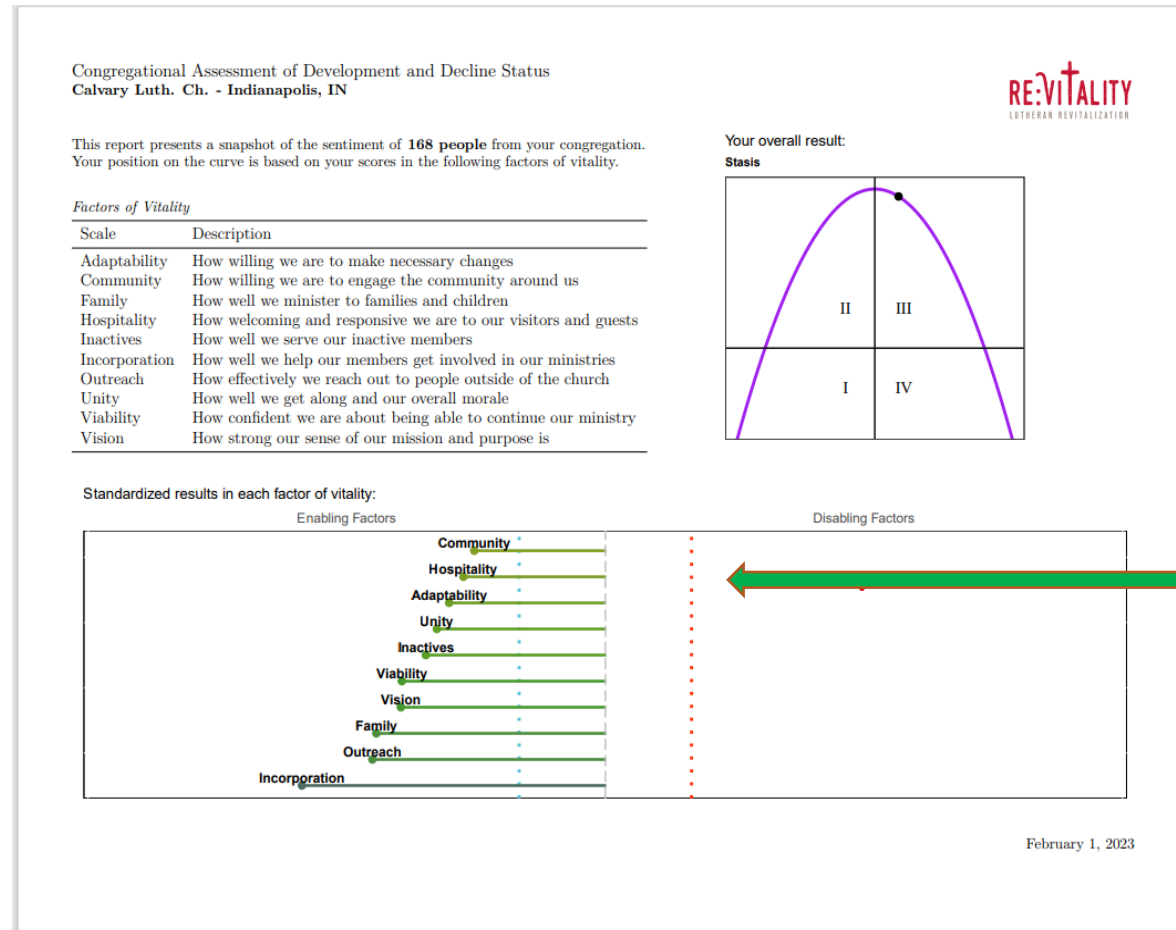 Congregational Assessment of Development and Decline Status
Calvary Luth. Ch. - Indianapolis, IN
RE:VITALITY
LUTHERAN REVITALIZATION
This report presents a snapshot of the sentiment of 168 people from your congregation.
Your position on the curve is based on your scores in the following factors of vitality.
Factors of Vitality
Scale Description
Adaptability How willing we are to make necessary changes
Community How willing we are to engage the community around us
Family How well we minister to families and children
Hospitality How welcoming and responsive we are to our visitors and guests
Inactives How well we serve our inactive members
Incorporation How well we help our members get involved in our ministries
Outreach How effectively we reach out to people outside of the church
Unity How well we get along and our overall morale
Viability How confident we are about being able to continue our ministry
Vision How strong our sense of our mission and purpose is
Your overall result:
Stasis
II III
I IV
Standardized results in each factor of vitality:
Enabling Factors Disabling Factors
Community
Hospitality
Adaptability
Unity
Inactives
Viability
Vision
Family
Outreach
Incorporation
February 1, 2023